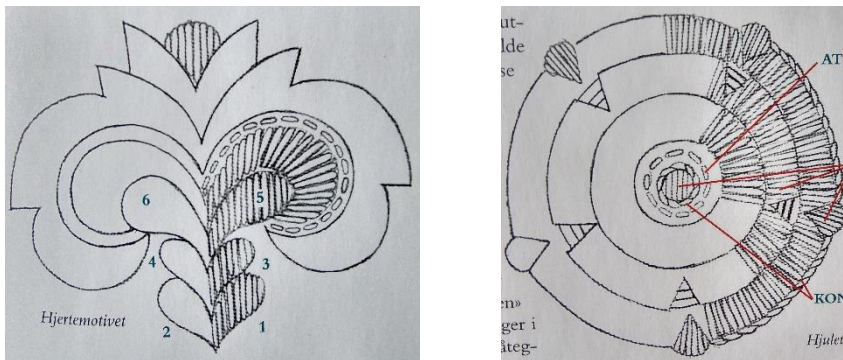 6
5
4
3
2
1
Hjertemotivet
ut-
lde
se
AT
KON
en»
ger i
åteg-
Hjulet